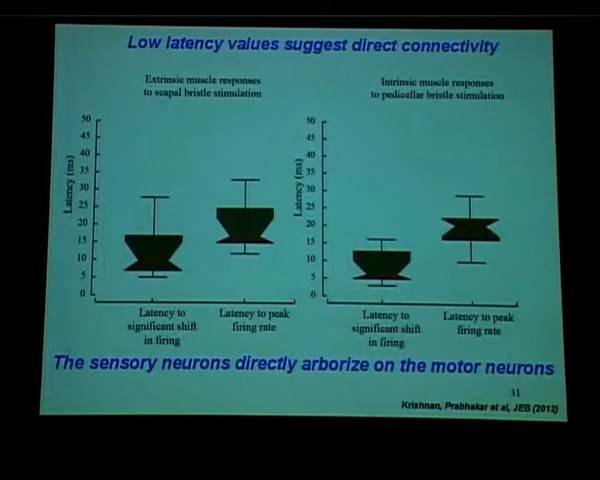 Low latency values suggest direct connectivity
Extrinsic muscle responses
to scapal bristle stimulation
Intrinsic muscle responses
to pedicellar bristle stimulation
50
45
40
35
30
25
20
15
10
5
0
Latency (ms)
Latency to
significant shift
in firing
Latency to peak
firing rate
50
45
40
35
30
25
20
15
10
5
0
Latency (ms)
Latency to
significant shift
in firing
Latency to peak
firing rate
The sensory neurons directly arborize on the motor neurons
31
Krishnan, Prabhakar et al, JEB (2012)